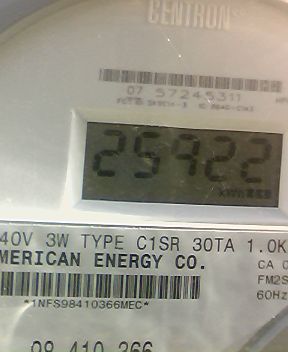 CENTRON
07 57245311
25922
40V 3W TYPE C1SR 30TA 1.0K
MERICAN ENERGY CO.
CA 0
FM2S
*1NFS98410366MEC*
60Hz
98 410 366